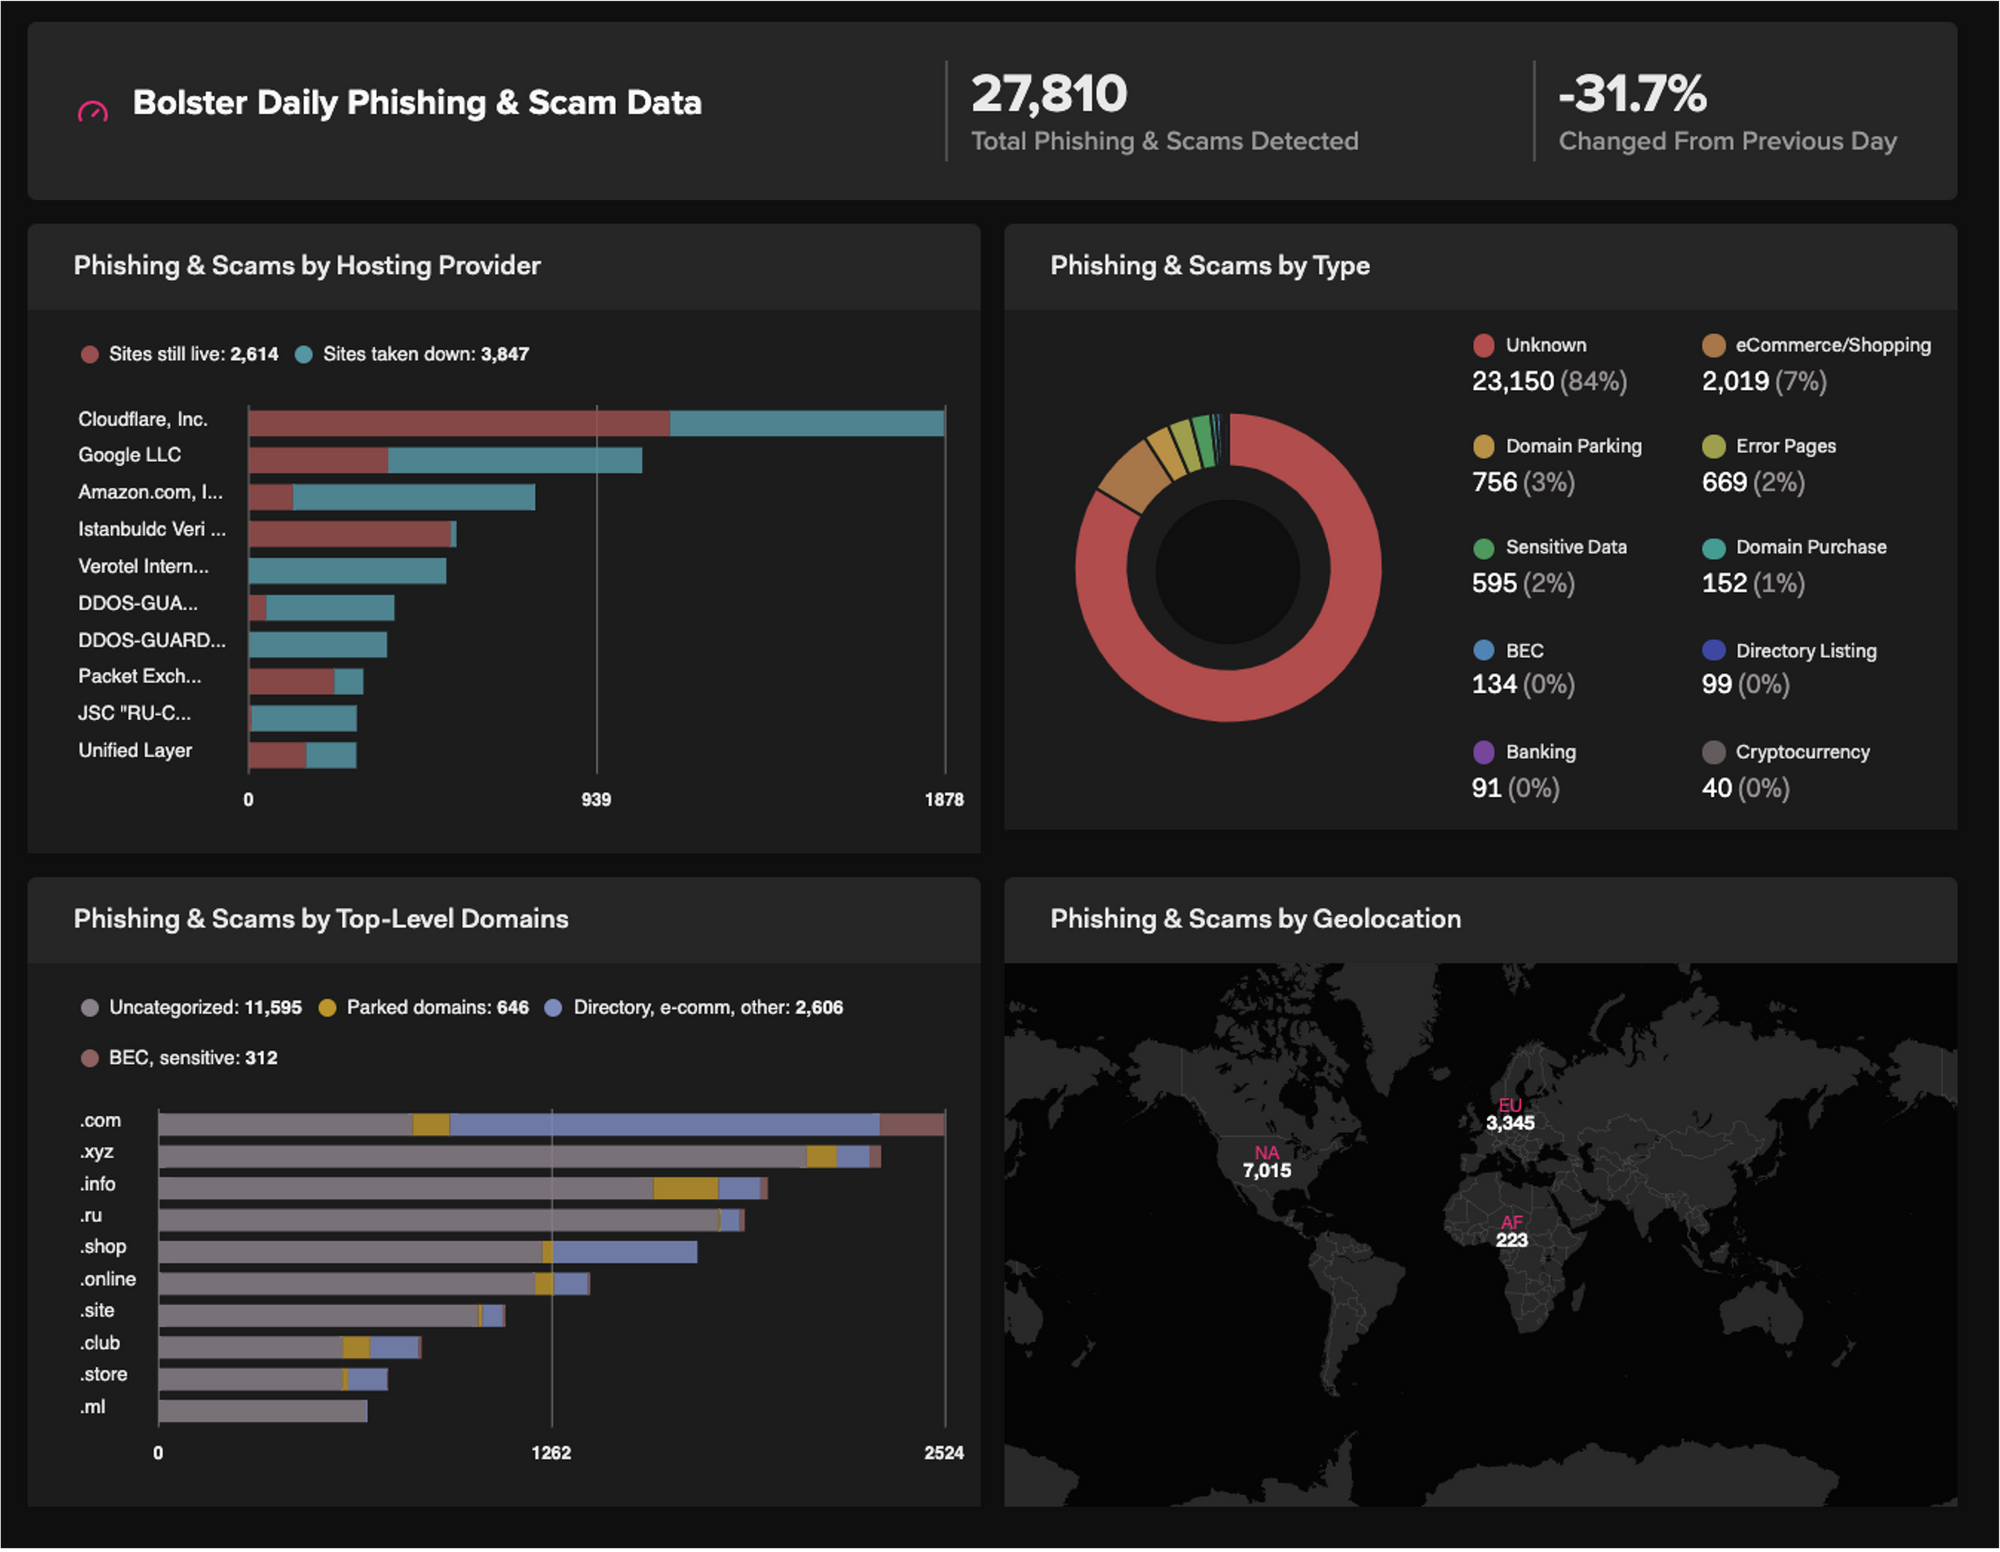 Bolster Daily Phishing & Scam Data
27,810
Total Phishing & Scams Detected
-31.7%
Changed From Previous Day
Phishing & Scams by Hosting Provider
Sites still live: 2,614 Sites taken down: 3,847
Cloudflare, Inc.
Google LLC
Amazon.com, I...
Istanbuldc Veri ...
Verotel Intern...
DDOS-GUA...
DDOS-GUARD...
Packet Exch...
JSC "RU-C...
Unified Layer
0 939 1878
Phishing & Scams by Type
Unknown
23,150 (84%)
eCommerce/Shopping
2,019 (7%)
Domain Parking
756 (3%)
Error Pages
669 (2%)
Sensitive Data
595 (2%)
Domain Purchase
152 (1%)
BEC
134 (0%)
Directory Listing
99 (0%)
Banking
91 (0%)
Cryptocurrency
40 (0%)
Phishing & Scams by Top-Level Domains
Uncategorized: 11,595 Parked domains: 646 Directory, e-comm, other: 2,606
BEC, sensitive: 312
.com
.xyz
.info
.ru
.shop
.online
.site
.club
.store
.ml
0 1262 2524
Phishing & Scams by Geolocation
EU
3,345
NA
7,015
AF
223